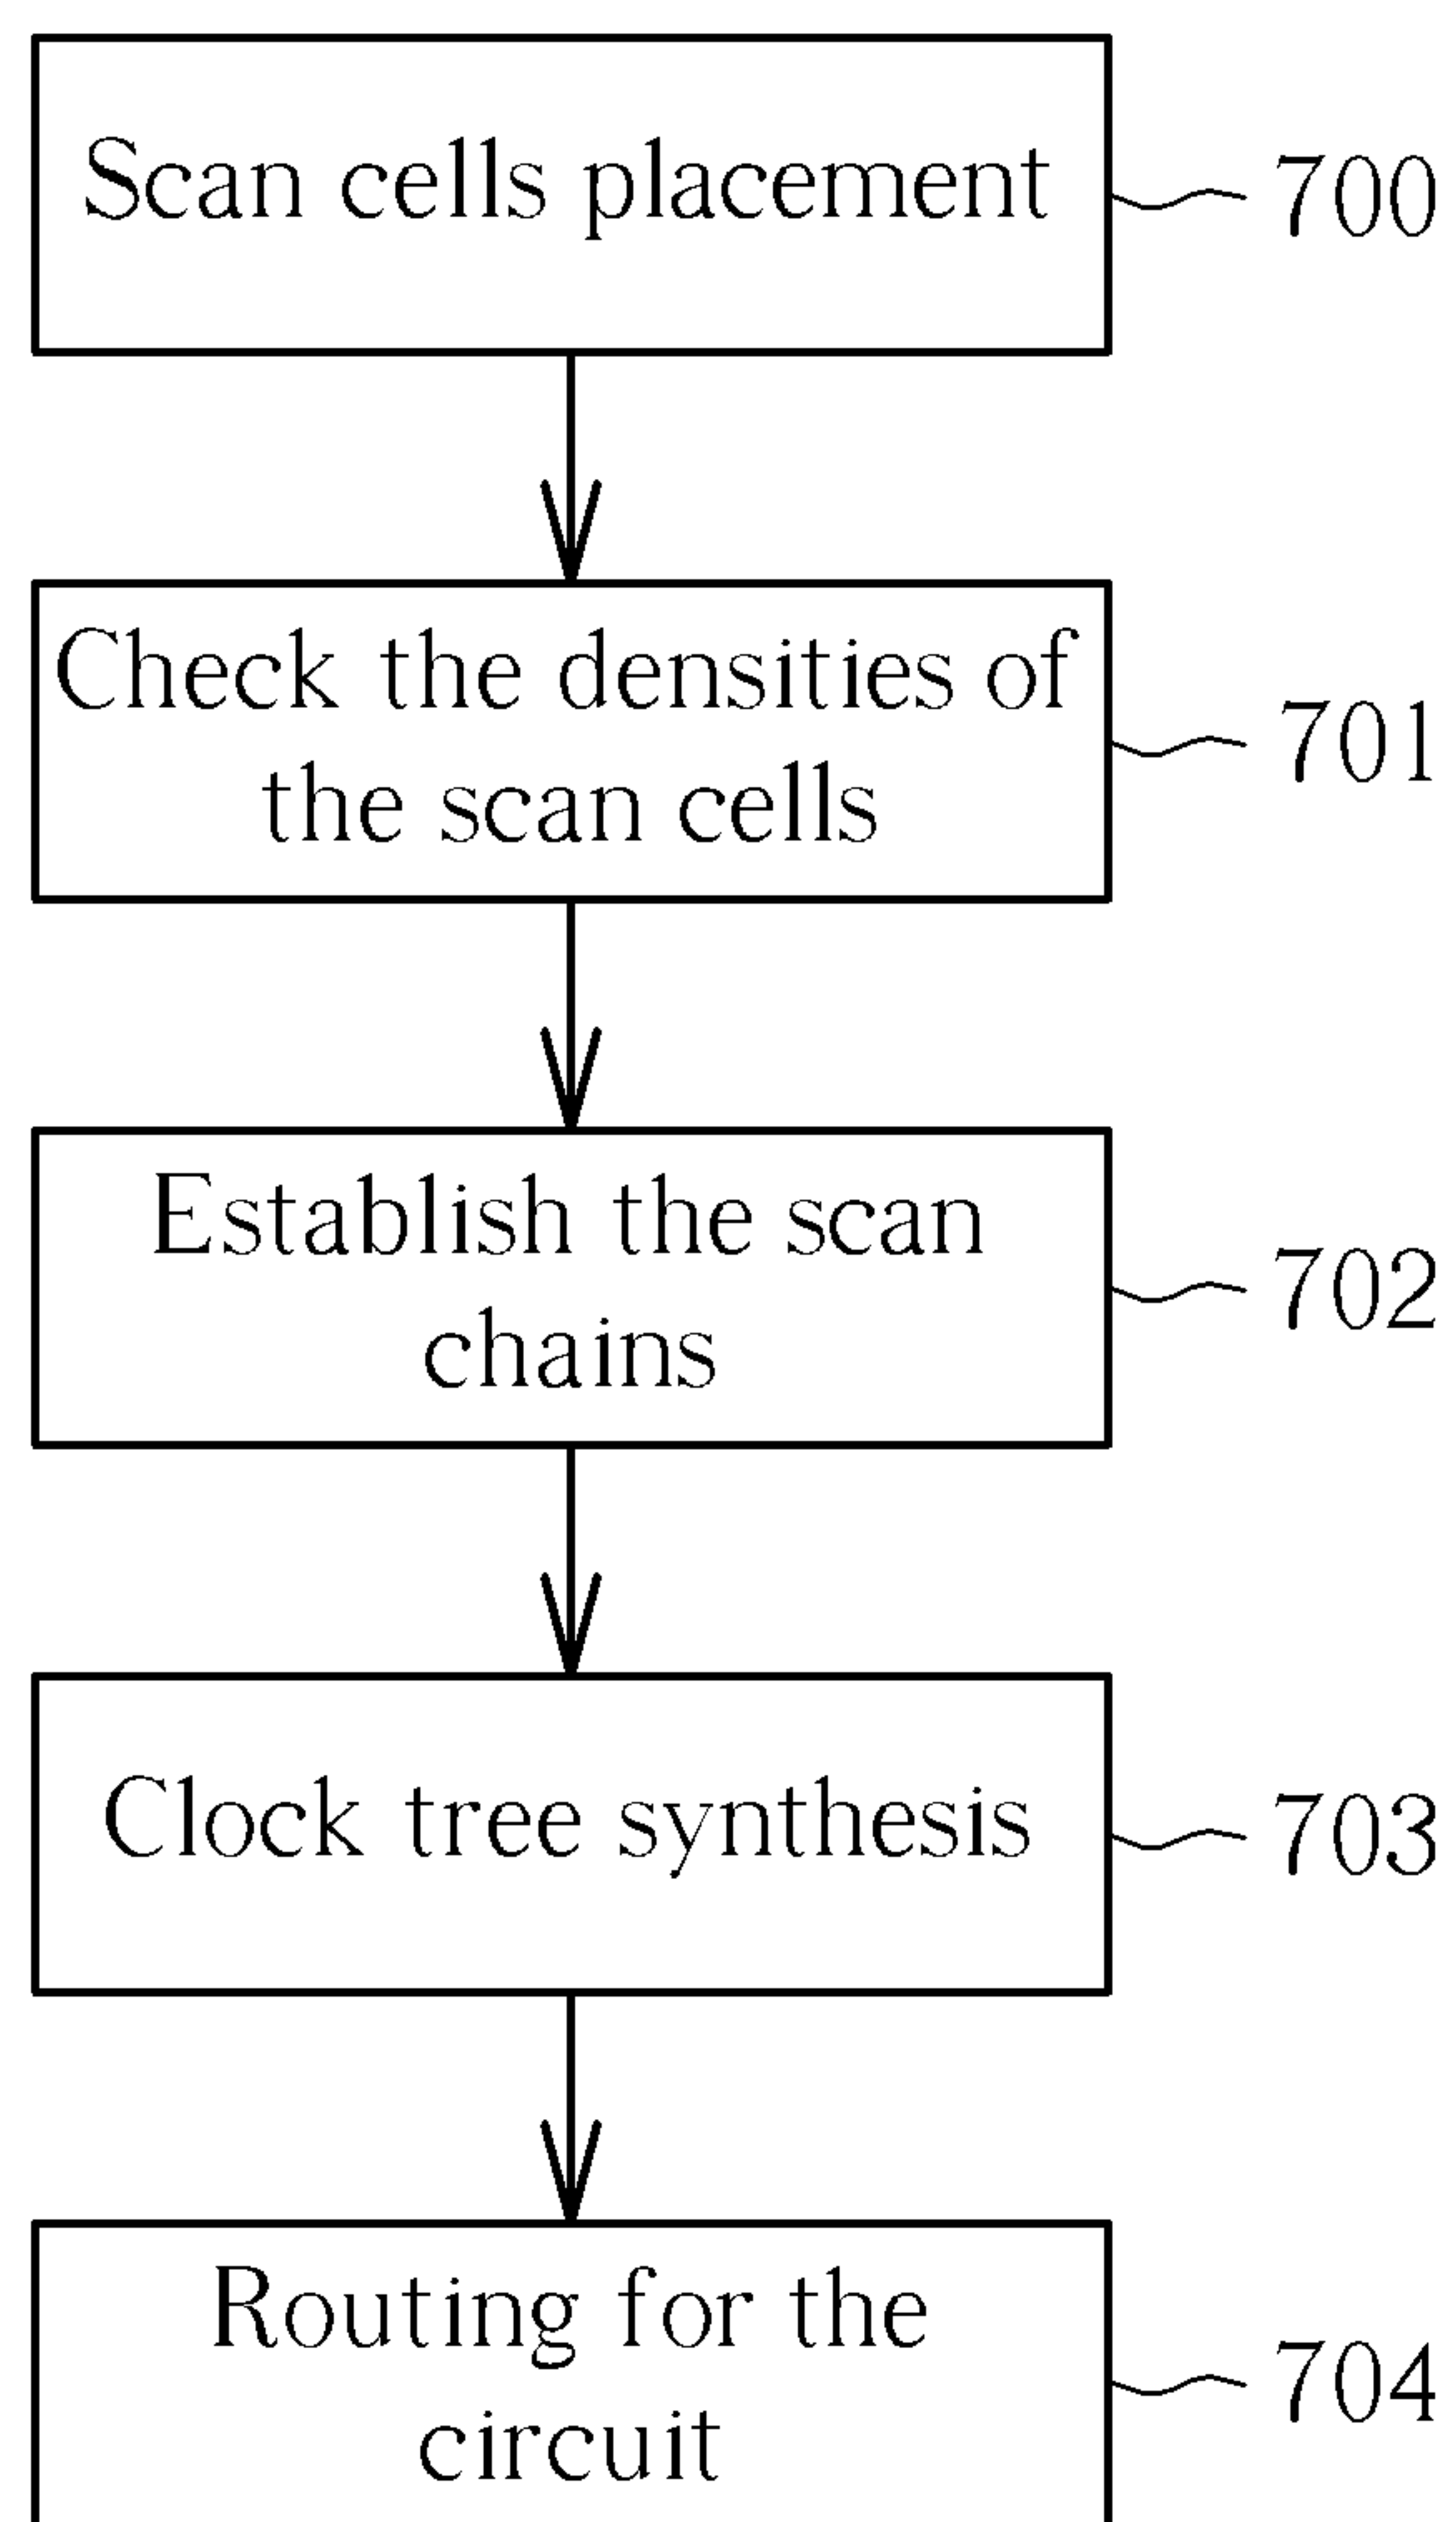 Scan cells placement
700
Check the densities of
the scan cells
701
Establish the scan
chains
702
Clock tree synthesis
703
Routing for the
circuit
704